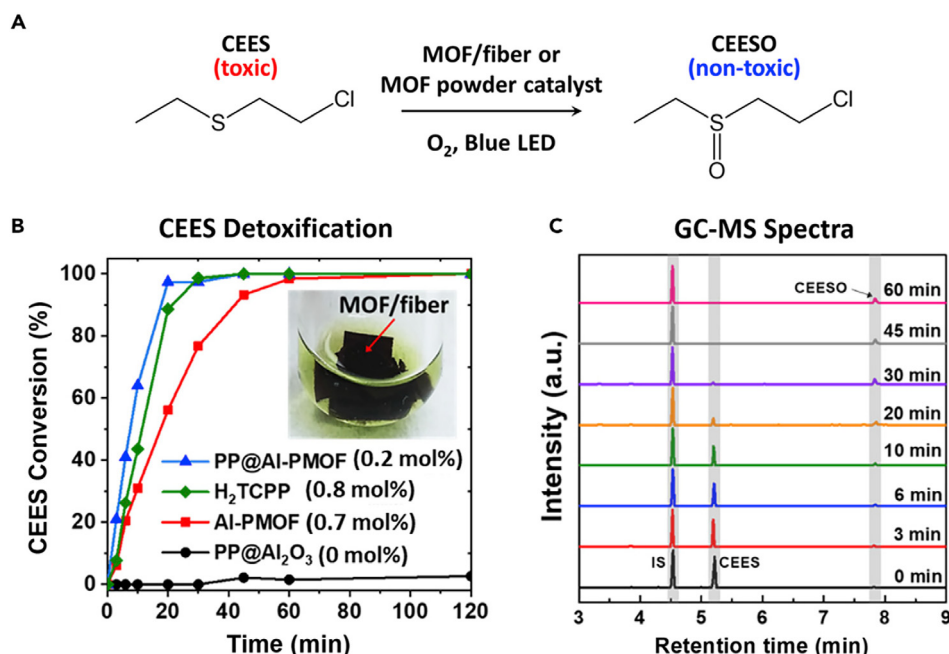 A
CEES
(toxic)
S
Cl
MOF/fiber or
MOF powder catalyst
O₂, Blue LED
CEESO
(non-toxic)
S
O
Cl
B
CEES Detoxification
CEES Conversion (%)
100
80
60
40
20
0
MOF/fiber
PP@Al-PMOF (0.2 mol%)
H₂TCPP (0.8 mol%)
Al-PMOF (0.7 mol%)
PP@Al₂O₃ (0 mol%)
0 20 40 60 80 100 120
Time (min)
C
GC-MS Spectra
Intensity (a.u.)
CEESO
60 min
45 min
30 min
20 min
10 min
6 min
3 min
IS
CEES
0 min
3 4 5 6 7 8 9
Retention time (min)